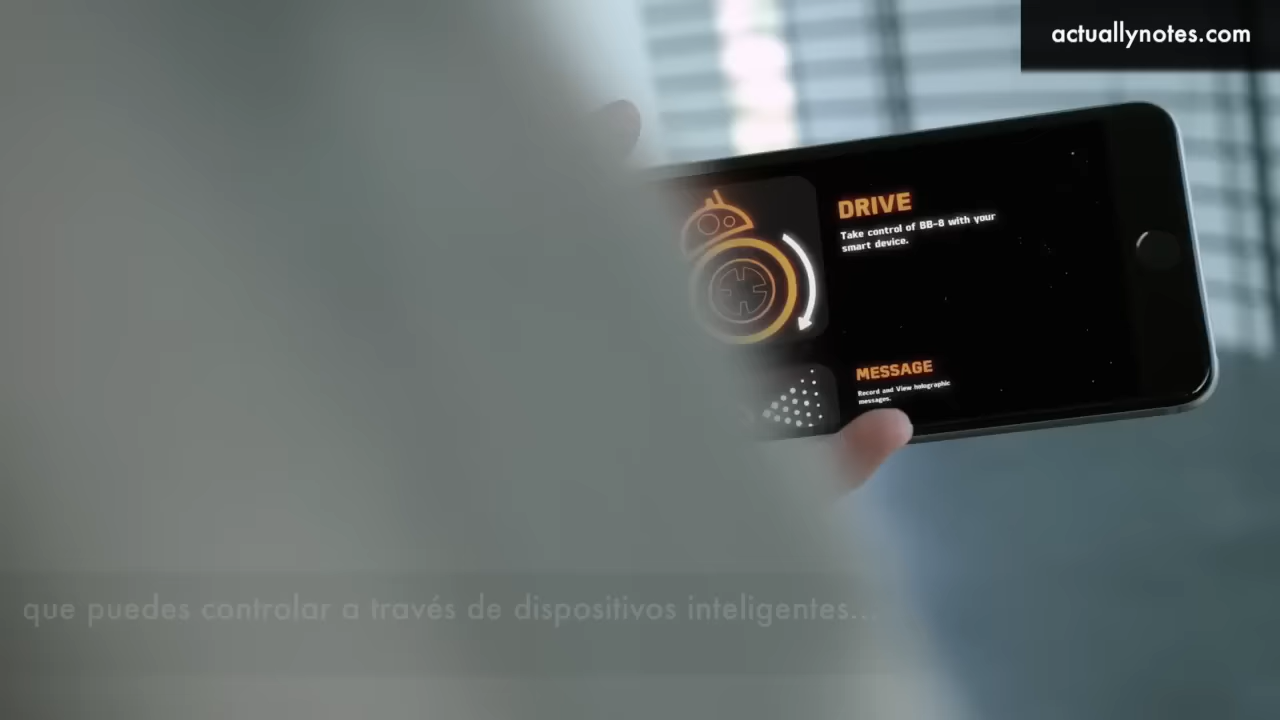 actuallynotes.com
DRIVE
Take control of BB-8 with your
smart device.
MESSAGE
Record and View holographic
messages.
que puedes controlar a través de dispositivos inteligentes...